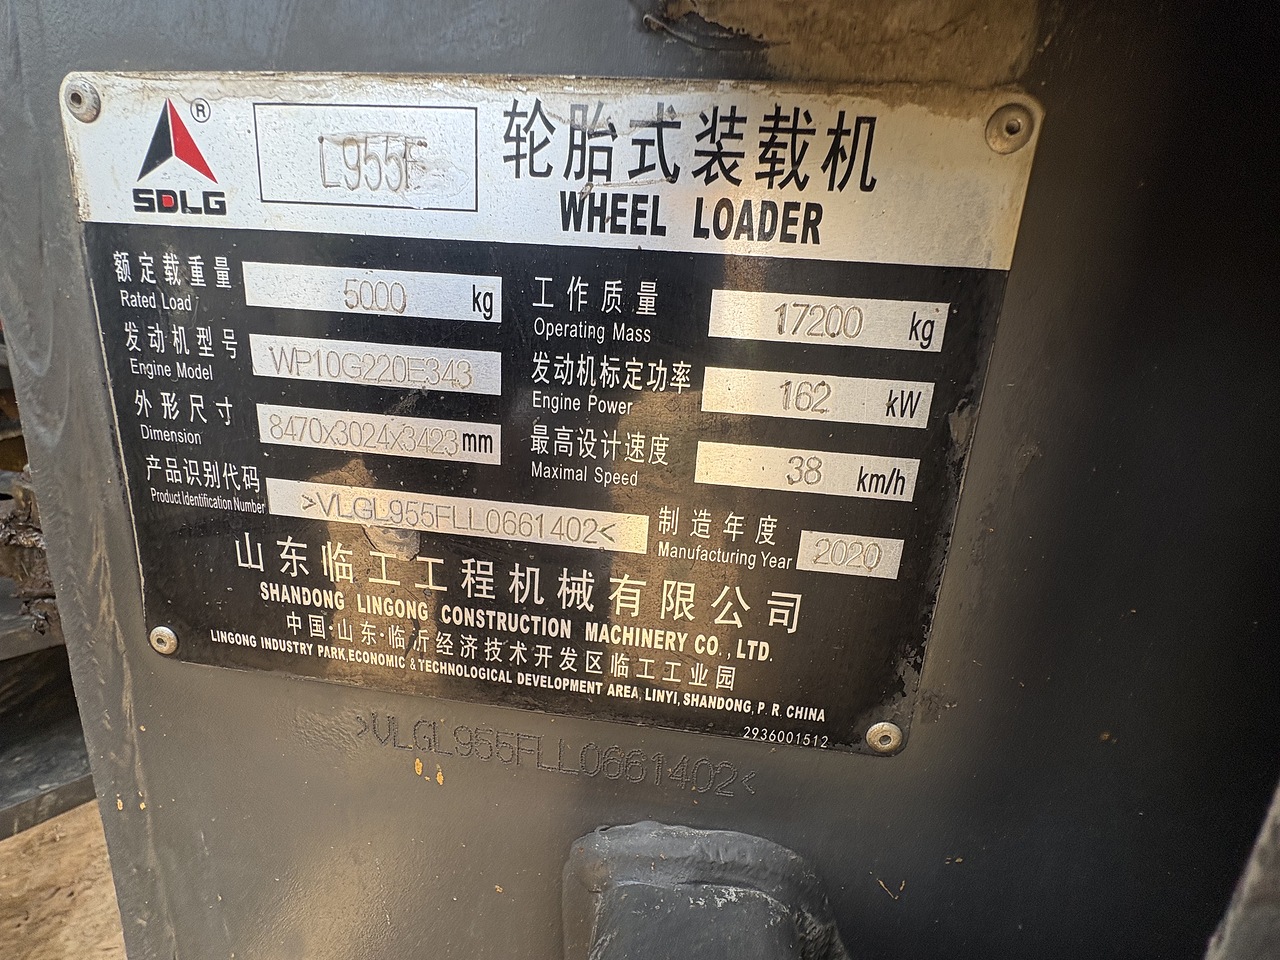 ®
SDLG
L955F
轮胎式装载机
WHEEL LOADER
额定载重量
Rated Load
5000 kg
工作质量
Operating Mass
17200 kg
发动机型号
Engine Model
WP10G220E343
发动机标定功率
Engine Power
162 kW
外形尺寸
Dimension
8470x3024x3423 mm
最高设计速度
Maximal Speed
38 km/h
产品识别代码
Product Identification Number
>VLGL955FLL0661402<
制造年度
Manufacturing Year
2020
山东临工工程机械有限公司
SHANDONG LINGONG CONSTRUCTION MACHINERY CO., LTD.
中国·山东·临沂经济技术开发区临工工业园
LINGONG INDUSTRY PARK,ECONOMIC & TECHNOLOGICAL DEVELOPMENT AREA, LINYI, SHANDONG, P. R. CHINA
2936001512
>VLGL955FLL0661402<